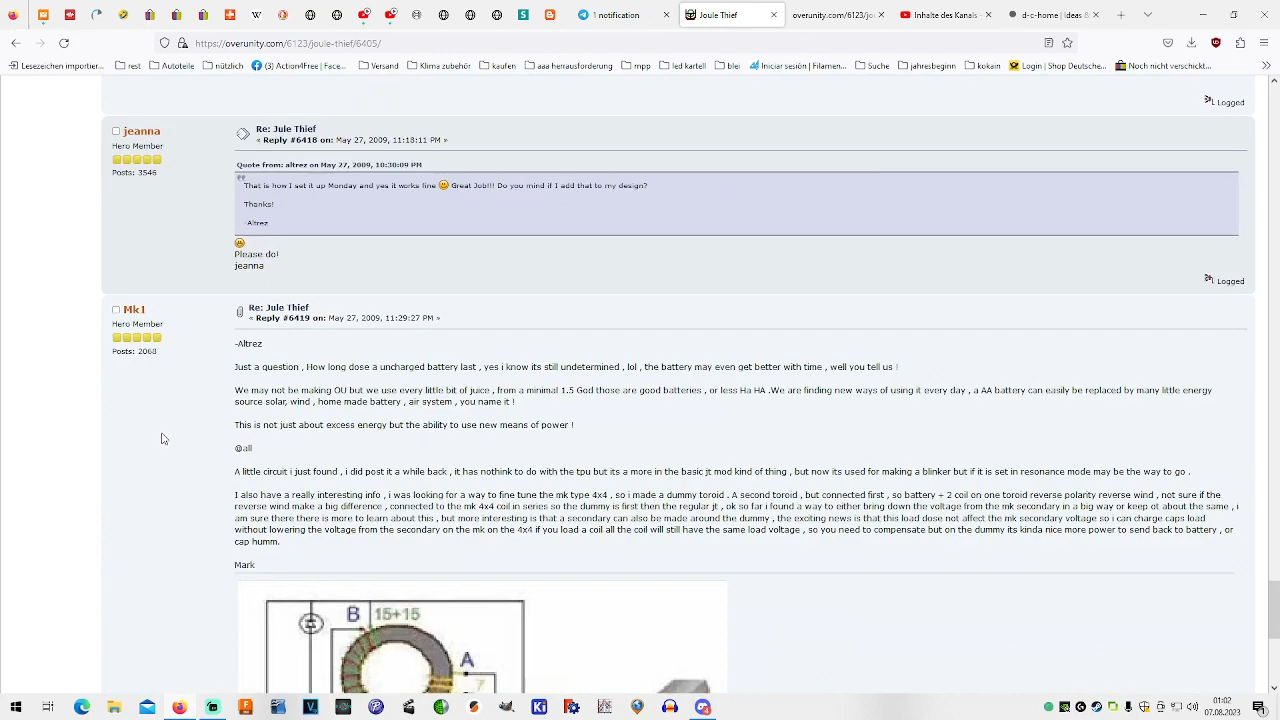 1 notification
Joule Thief
overunity.com/6123/joule-thief
Inhalte des Kanals -
d-c-home | Idea
https://overunity.com/6123/joule-thief/6405/
Lesezeichen importier...
rest
Autoteile
nützlich
(3) Action4Free | Face...
Versand
Klima zubehör
kaufen
aaa herausforderung
mpp
led kartell
blei
Iniciar sesión / Filamen...
Suche
jahresbeginn
kokain
Login | Shop Deutsche...
Noch nicht verschickt...
Logged
jeanna
Hero Member
Posts: 3546
Re: Jule Thief
« Reply #6418 on: May 27, 2009, 11:18:11 PM »
Quote from: altrez on May 27, 2009, 10:30:09 PM
That is how I set it up Monday and yes it works fine Great Job!!! Do you mind if I add that to my design?
Thanks!
-Altrez
Please do!
jeanna
Logged
Mk1
Hero Member
Posts: 2068
Re: Jule Thief
« Reply #6419 on: May 27, 2009, 11:29:27 PM »
-Altrez
Just a question , How long dose a uncharged battery last , yes i know its still undetermined , lol , the battery may even get better with time , well you tell us !
We may not be making OU but we use every little bit of juice , from a minimal 1.5 God those are good batteries , or less Ha HA .We are finding new ways of using it every day , a AA battery can easily be replaced by many little energy
source solar, wind , home made battery , air system , you name it !
This is not just about excess energy but the ability to use new means of power !
@all
A little circuit i just found , i did post it a while back , it has nothink to do with the tpu but its a more in the basic jt mod kind of thing , but now its used for making a blinker but if it is set in resonance mode may be the way to go .
I also have a really interesting info , i was looking for a way to fine tune the mk type 4x4 , so i made a dummy toroid . A second toroid , but connected first , so battery + 2 coil on one toroid reverse polarity reverse wind , not sure if the
reverse wind make a big difference , connected to the mk 4x4 coil in series so the dummy is first then the regular jt , ok so far i found a way to either bring down the voltage from the mk secondary in a big way or keep ot about the same , i
am sure there there is more to learn about this , but more interesting is that a secondary can also be made around the dummy , the exciting news is that this load dose not affect the mk secondary voltage so i can charge caps load
without lowering the voltage from the secondary on the mk on the 4x4 if you load a coil all the coil will still have the same load voltage , so you need to compensate but on the dummy its kinda nice more power to send back to battery , or
cap humm.
Mark
B
15+15
A
01:02
07.08.2023